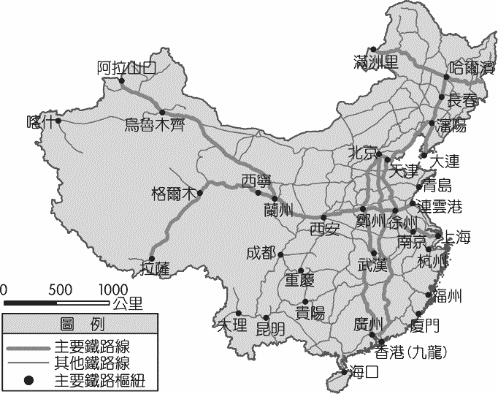 滿洲里
哈爾濱
阿拉山口
長春
喀什
烏魯木齊
瀋陽
北京
大連
天津
青島
西寧
格爾木
蘭州
連雲港
鄭州
徐州
西安
上海
南京
成都
杭州
拉薩
武漢
重慶
福州
0 500 1000
公里
貴陽
大理
昆明
廈門
廣州
香港(九龍)
海口
圖 例
主要鐵路線
其他鐵路線
主要鐵路樞紐